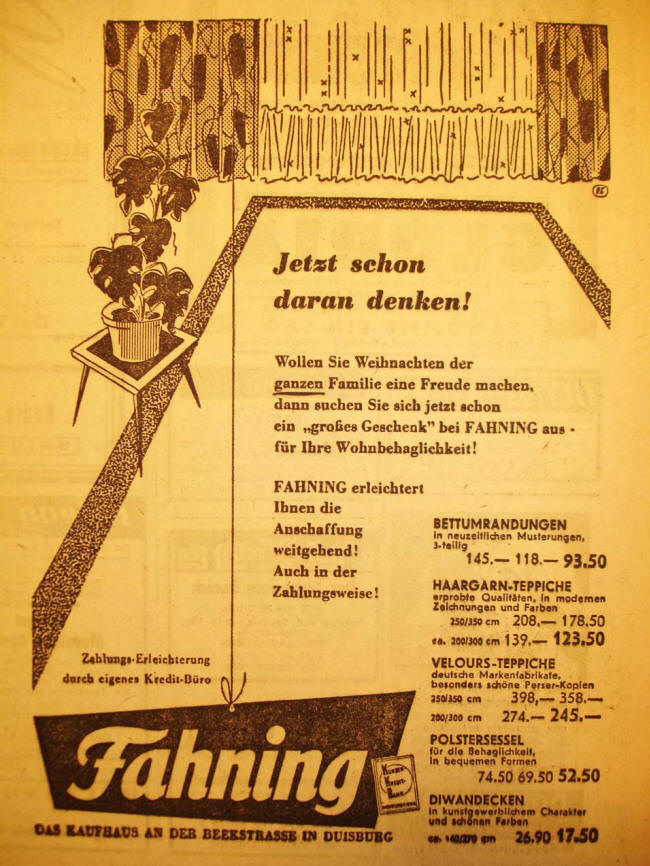 Jetzt schon
daran denken!
Wollen Sie Weihnachten der
ganzen Familie eine Freude machen,
dann suchen Sie sich jetzt schon
ein „großes Geschenk" bei FAHNING aus -
für Ihre Wohnbehaglichkeit!
FAHNING erleichtert
Ihnen die
Anschaffung
weitgehend!
Auch in der
Zahlungsweise!
BETTUMRANDUNGEN
in neuzeitlichen Musterungen,
3-teilig
145.— 118.— 93.50
HAARGARN-TEPPICHE
erprobte Qualitäten, in modernen
Zeichnungen und Farben
250/350 cm 208,— 178.50
ca. 200/300 cm 139.— 123.50
VELOURS-TEPPICHE
deutsche Markenfabrikate,
besonders schöne Perser-Kopien
250/350 cm 398,— 358.—
200/300 cm 274.— 245.—
POLSTERSESSEL
für die Behaglichkeit,
in bequemen Formen
74.50 69.50 52.50
DIWANDECKEN
in kunstgewerblichem Charakter
und schönen Farben
ca. 140/270 cm 26.90 17.50
Zahlungs-Erleichterung
durch eigenes Kredit-Büro
Fahning
DAS KAUFHAUS AN DER BEEKSTRASSE IN DUISBURG